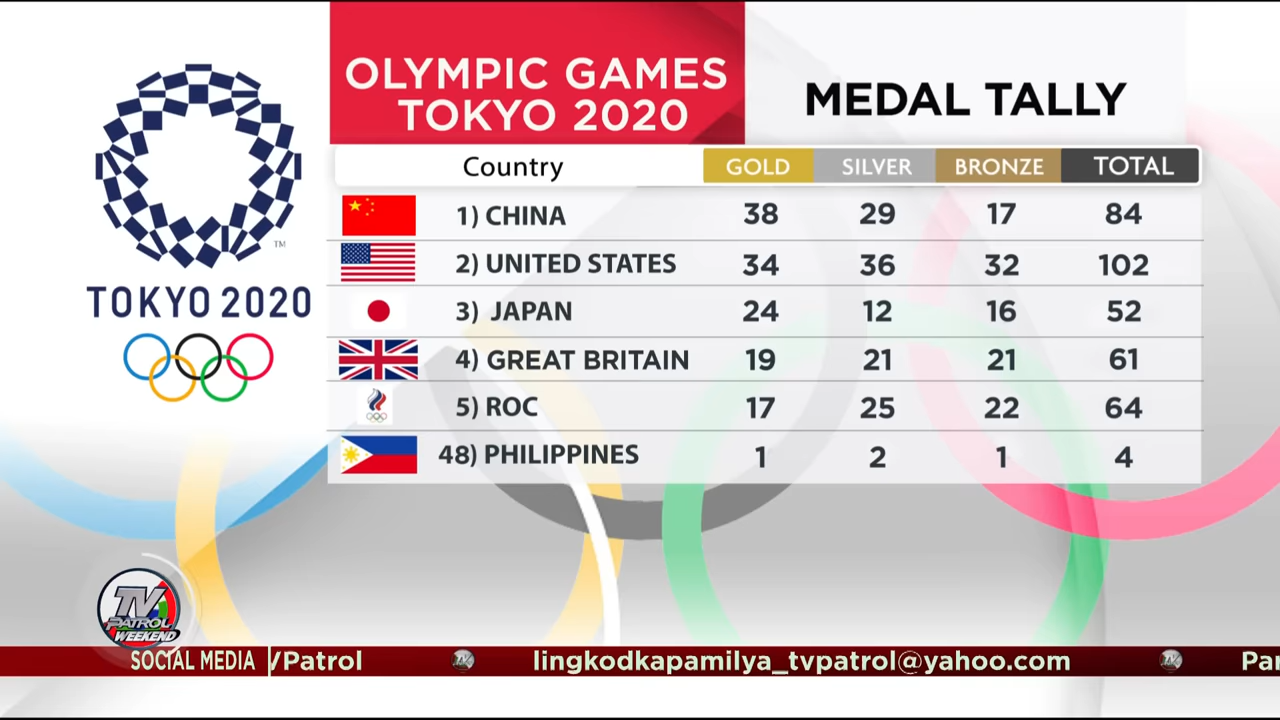 OLYMPIC GAMES
TOKYO 2020
MEDAL TALLY
TM
TOKYO 2020
Country GOLD SILVER BRONZE TOTAL
1) CHINA 38 29 17 84
2) UNITED STATES 34 36 32 102
3) JAPAN 24 12 16 52
4) GREAT BRITAIN 19 21 21 61
5) ROC 17 25 22 64
48) PHILIPPINES 1 2 1 4
TV
PATROL
WEEKEND
SOCIAL MEDIA VPatrol lingkodkapamilya_tvpatrol@yahoo.com Par